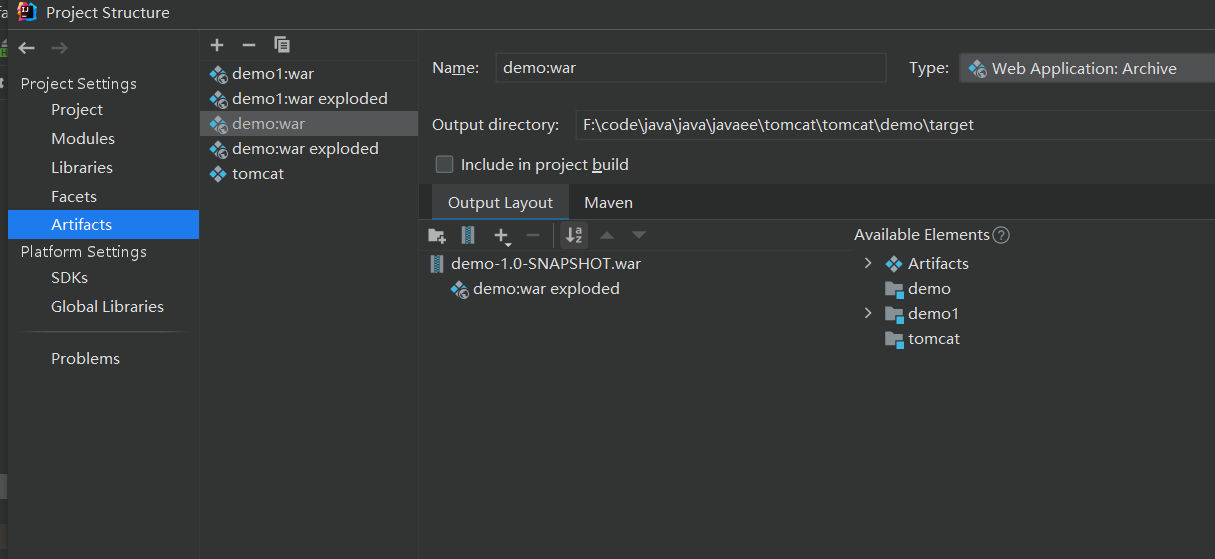 Project Structure
Project Settings
Project
Modules
Libraries
Facets
Artifacts
Platform Settings
SDKs
Global Libraries
Problems
demo1:war
demo1:war exploded
demo:war
demo:war exploded
tomcat
Name: demo:war Type: Web Application: Archive
Output directory: F:\code\java\java\javaee\tomcat\tomcat\demo\target
Include in project build
Output Layout Maven
demo-1.0-SNAPSHOT.war
demo:war exploded
Available Elements
Artifacts
demo
demo1
tomcat